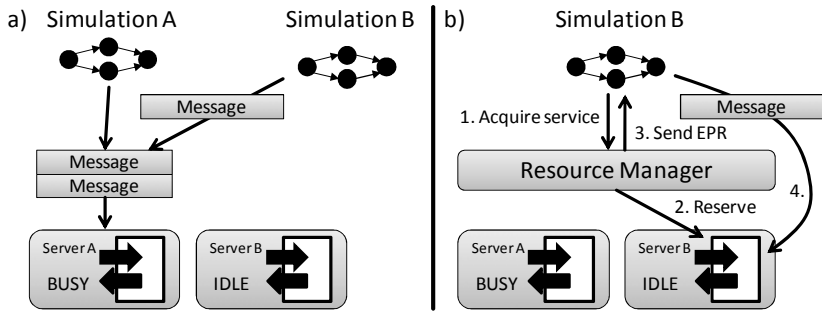 a)
Simulation A
Simulation B
Message
Message
Message
Server A
BUSY
Server B
IDLE
b)
Simulation B
Message
1. Acquire service
3. Send EPR
Resource Manager
2. Reserve
4.
Server A
BUSY
Server B
IDLE